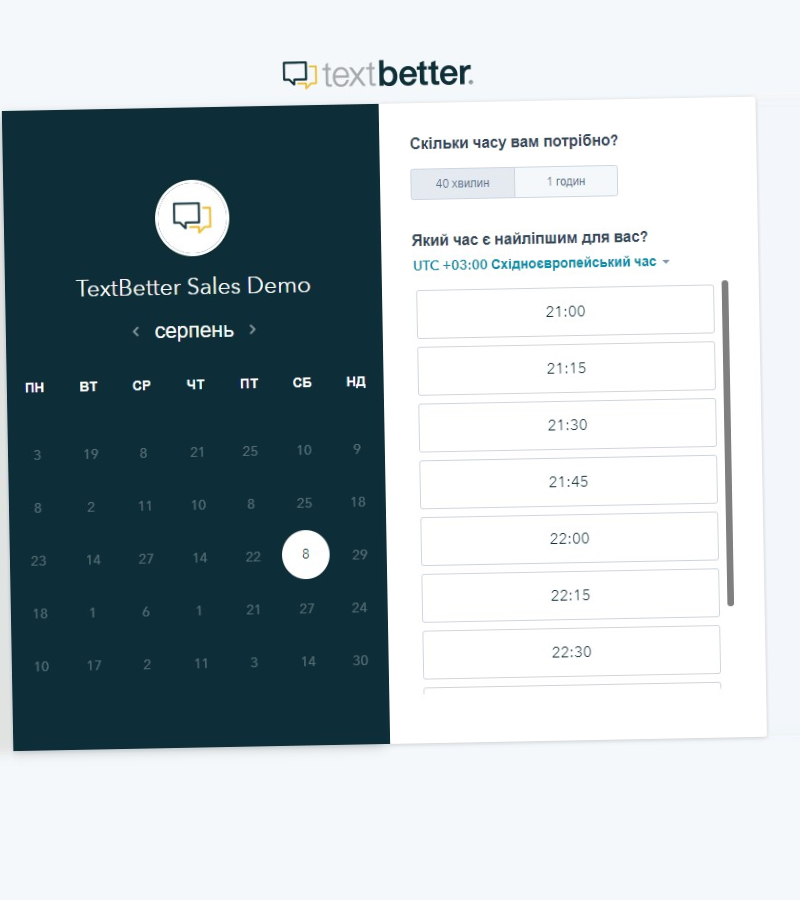 textbetter.
TextBetter Sales Demo
серпень
ПН ВТ СР ЧТ ПТ СБ НД
3 19 8 21 25 10 9
8 2 11 10 8 25 18
23 14 27 14 22 8 29
18 1 6 1 21 27 24
10 17 2 11 3 14 30
Скільки часу вам потрібно?
40 хвилин 1 годин
Який час є найліпшим для вас?
UTC +03:00 Східноєвропейський час
21:00
21:15
21:30
21:45
22:00
22:15
22:30